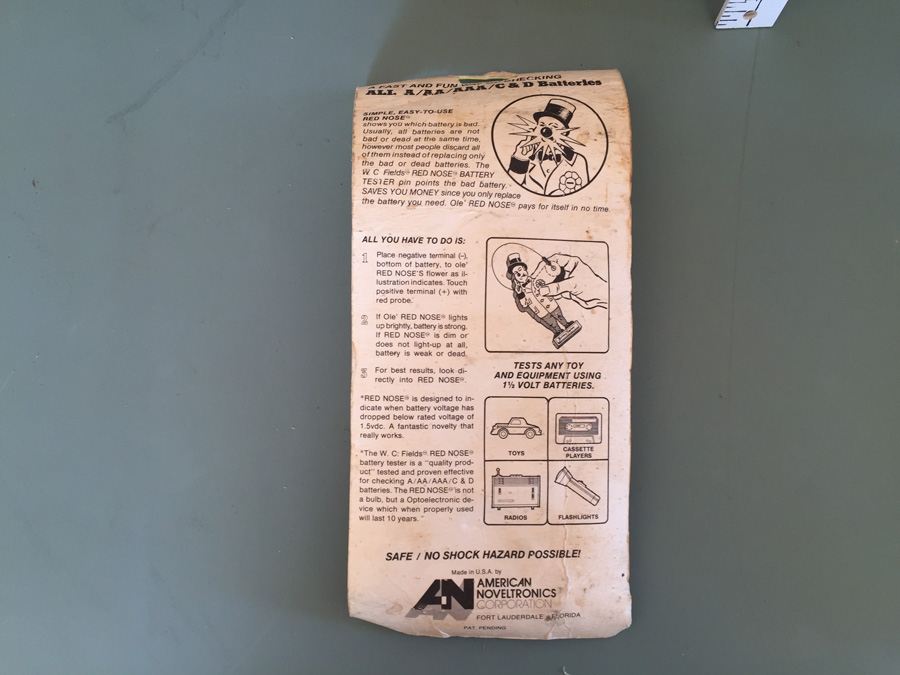 A FAST AND FUN CHECKING
ALL A/AA/AAA/C & D Batteries
SIMPLE, EASY-TO-USE
RED NOSE®
shows you which battery is bad.
Usually, all batteries are not
bad or dead at the same time,
however most people discard all
of them instead of replacing only
the bad or dead batteries. The
W. C. Fields® RED NOSE® BATTERY
TESTER pin points the bad battery.
SAVES YOU MONEY since you only replace
the battery you need. Ole' RED NOSE® pays for itself in no time.
ALL YOU HAVE TO DO IS:
1 Place negative terminal (–),
bottom of battery, to ole'
RED NOSE'S flower as il-
lustration indicates. Touch
positive terminal (+) with
red probe.
2 If Ole' RED NOSE® lights
up brightly, battery is strong.
If RED NOSE® is dim or
does not light-up at all,
battery is weak or dead.
3 For best results, look di-
rectly into RED NOSE®.
*RED NOSE® is designed to in-
dicate when battery voltage has
dropped below rated voltage of
1.5vdc. A fantastic novelty that
really works.
"The W. C. Fields® RED NOSE®
battery tester is a "quality prod-
uct" tested and proven effective
for checking A/AA/AAA/C & D
batteries. The RED NOSE® is not
a bulb, but a Optoelectronic de-
vice which when properly used
will last 10 years."
TESTS ANY TOY
AND EQUIPMENT USING
1½ VOLT BATTERIES.
TOYS
CASSETTE
PLAYERS
RADIOS
FLASHLIGHTS
SAFE / NO SHOCK HAZARD POSSIBLE!
Made in U.S.A. by
AN
AMERICAN
NOVELTRONICS
CORPORATION
FORT LAUDERDALE, FLORIDA
PAT. PENDING